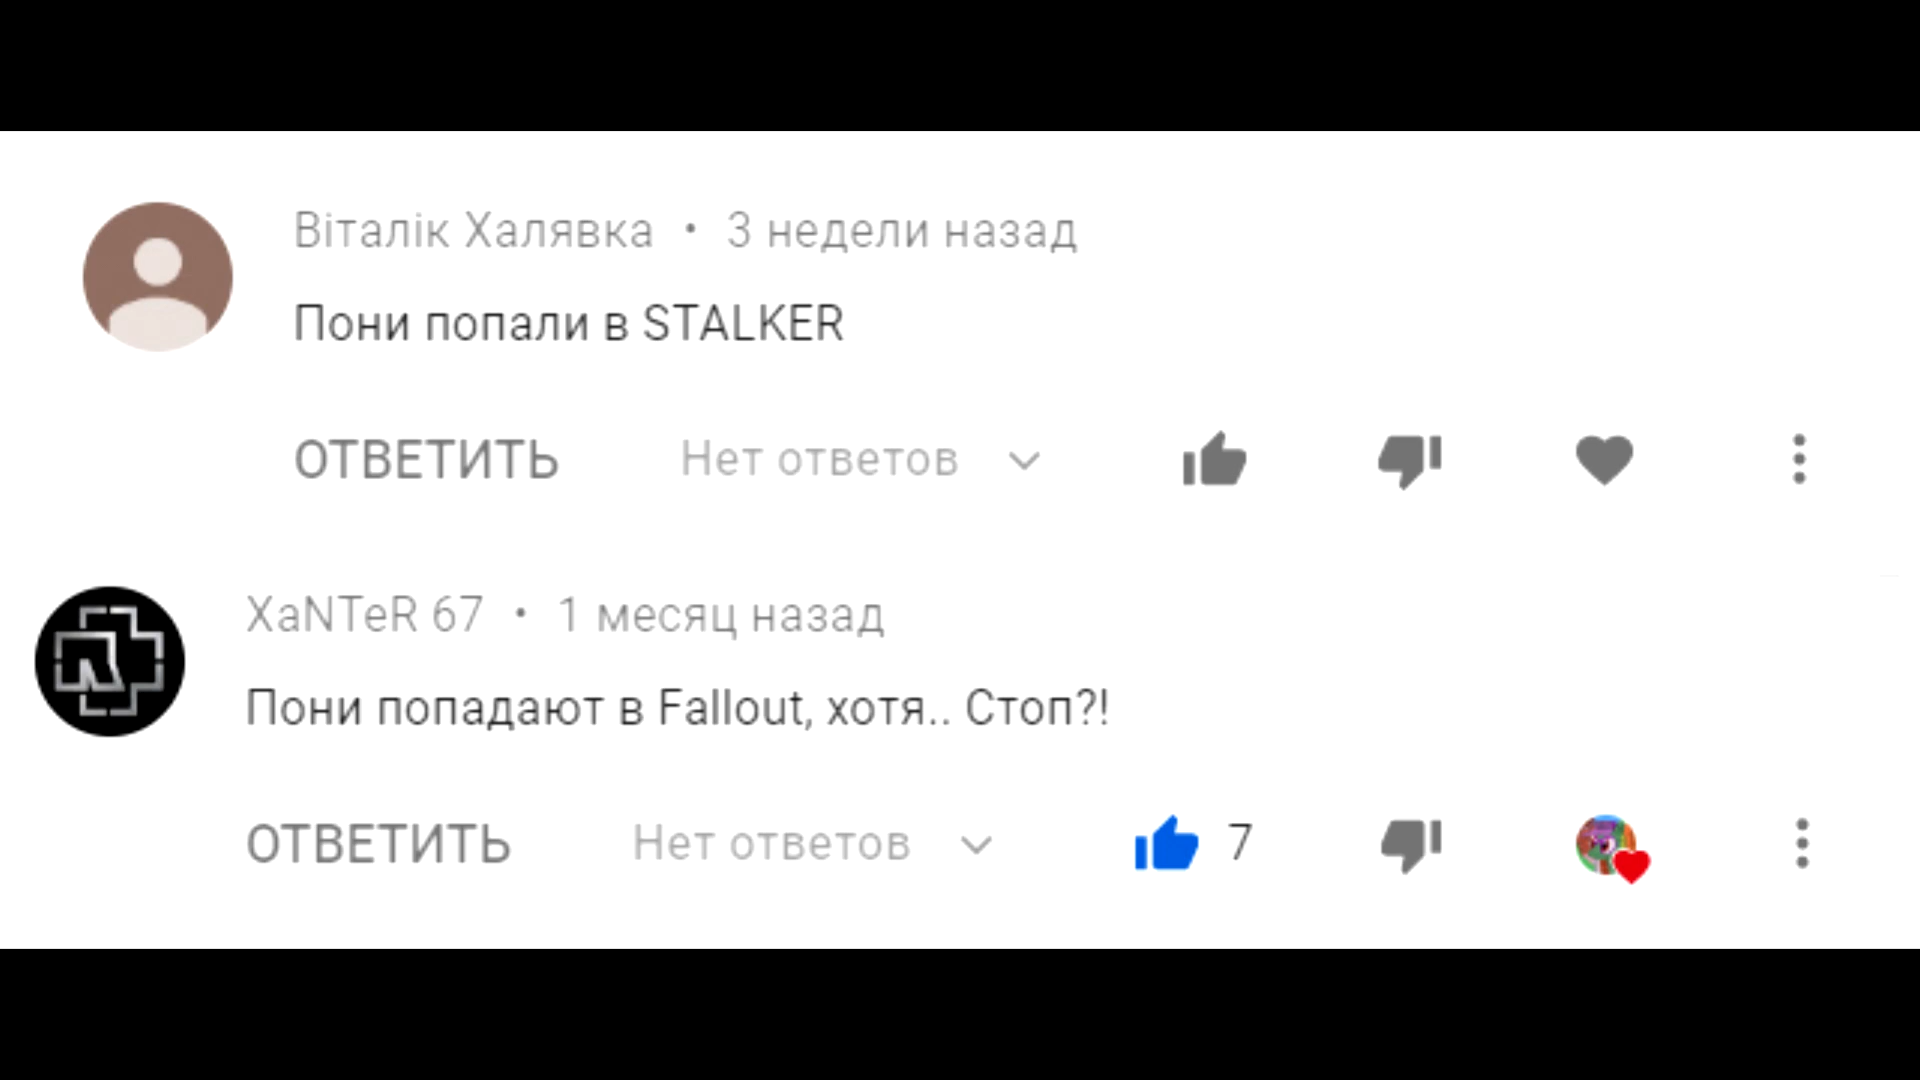 Віталік Халявка • 3 недели назад
Пони попали в STALKER
ОТВЕТИТЬ Нет ответов
XaNTeR 67 • 1 месяц назад
Пони попадают в Fallout, хотя.. Стоп?!
ОТВЕТИТЬ Нет ответов 7